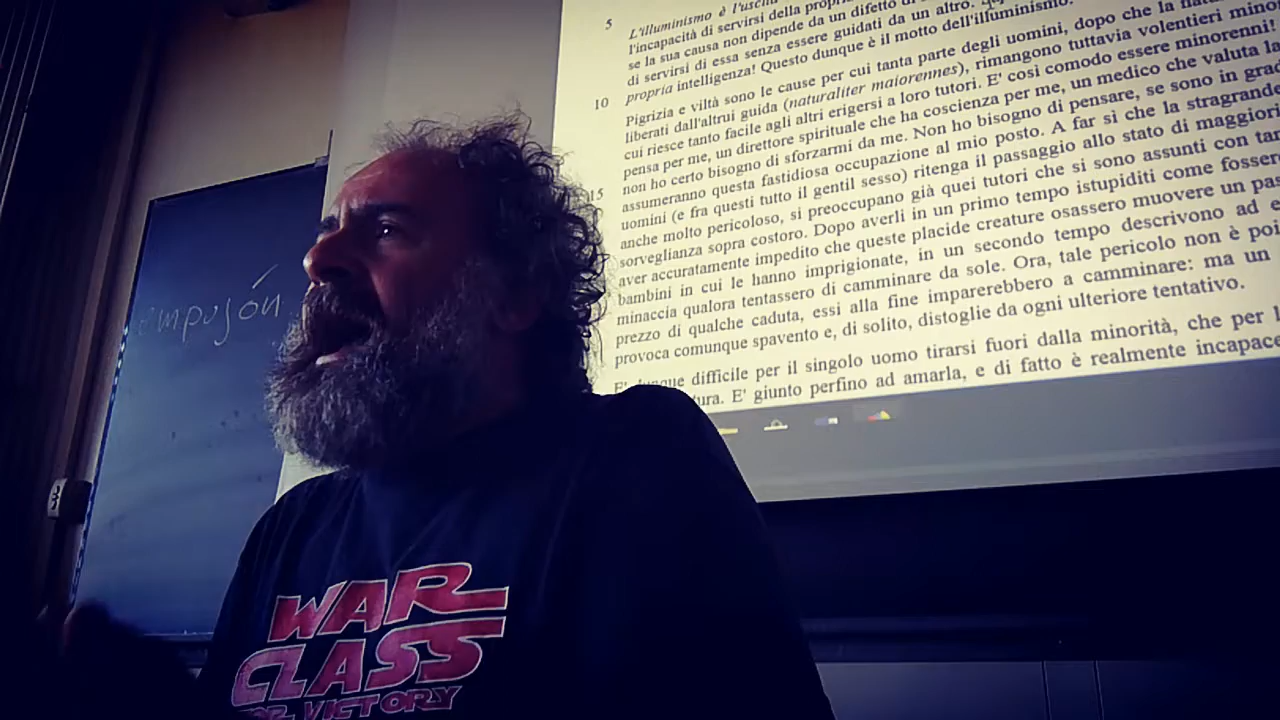 empujón
5
L'illuminismo è l'uscita
l'incapacità di servirsi della propria
se la sua causa non dipende da un difetto di
di servirsi di essa senza essere guidati da un altro.
propria intelligenza! Questo dunque è il motto dell'illuminismo.
10
Pigrizia e viltà sono le cause per cui tanta parte degli uomini, dopo che la
liberati dall'altrui guida (naturaliter maiorennes), rimangono tuttavia volentieri mino
cui riesce tanto facile agli altri erigersi a loro tutori. E' così comodo essere minorenni!
pensa per me, un direttore spirituale che ha coscienza per me, un medico che valuta la
non ho certo bisogno di sforzarmi da me. Non ho bisogno di pensare, se sono in grad
15
assumeranno questa fastidiosa occupazione al mio posto. A far sì che la stragrande
uomini (e fra questi tutto il gentil sesso) ritenga il passaggio allo stato di maggiori
anche molto pericoloso, si preoccupano già quei tutori che si sono assunti con tan
sorveglianza sopra costoro. Dopo averli in un primo tempo istupiditi come fosser
aver accuratamente impedito che queste placide creature osassero muovere un pas
bambini in cui le hanno imprigionate, in un secondo tempo descrivono ad e
minaccia qualora tentassero di camminare da sole. Ora, tale pericolo non è poi
prezzo di qualche caduta, essi alla fine imparerebbero a camminare: ma un
provoca comunque spavento e, di solito, distoglie da ogni ulteriore tentativo.
E' dunque difficile per il singolo uomo tirarsi fuori dalla minorità, che per l
tura. E' giunto perfino ad amarla, e di fatto è realmente incapace
WAR
CLASS
FOR VICTORY